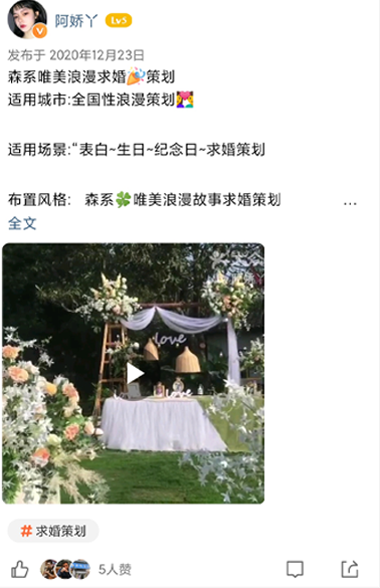 阿娇丫 Lv5
发布于 2020年12月23日
森系唯美浪漫求婚🎉策划
适用城市:全国性浪漫策划💏
适用场景:“表白~生日~纪念日~求婚策划
布置风格: 森系🍀唯美浪漫故事求婚策划 ...
全文
love
# 求婚策划
5人赞